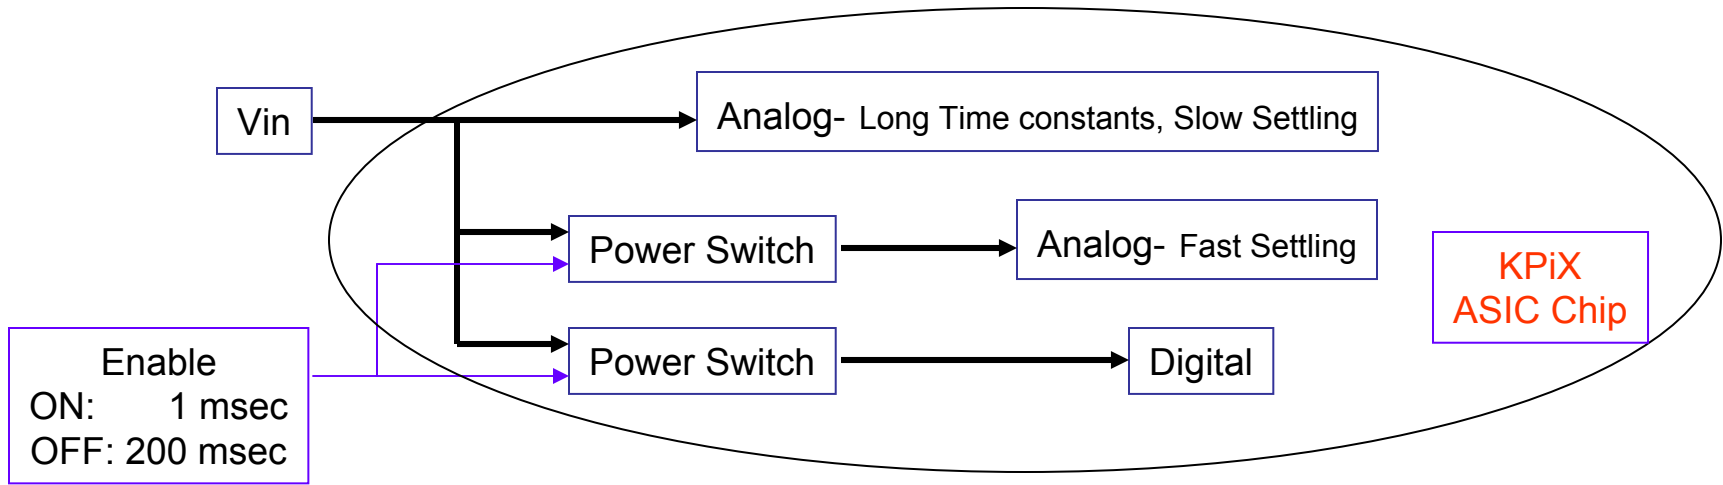 Vin
Analog- Long Time constants, Slow Settling
Power Switch
Analog- Fast Settling
KPiX
ASIC Chip
Power Switch
Digital
Enable
ON: 1 msec
OFF: 200 msec